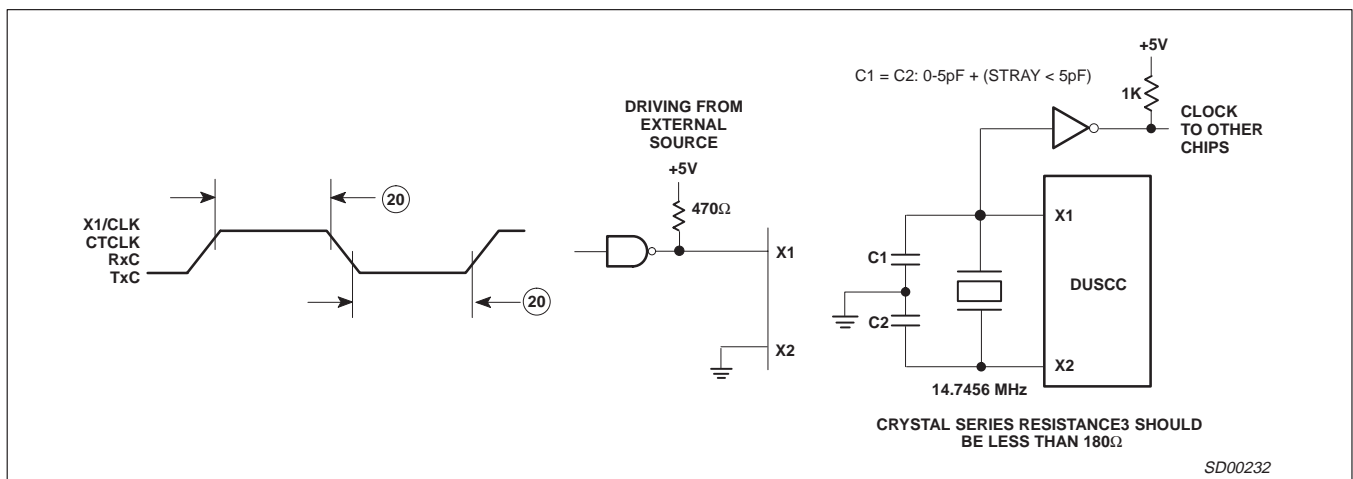 X1/CLK
CTCLK
RxC
TxC
20
20
DRIVING FROM
EXTERNAL
SOURCE
+5V
470Ω
X1
X2
C1 = C2: 0-5pF + (STRAY < 5pF)
+5V
1K
CLOCK
TO OTHER
CHIPS
X1
C1
DUSCC
C2
X2
14.7456 MHz
CRYSTAL SERIES RESISTANCE3 SHOULD
BE LESS THAN 180Ω
SD00232